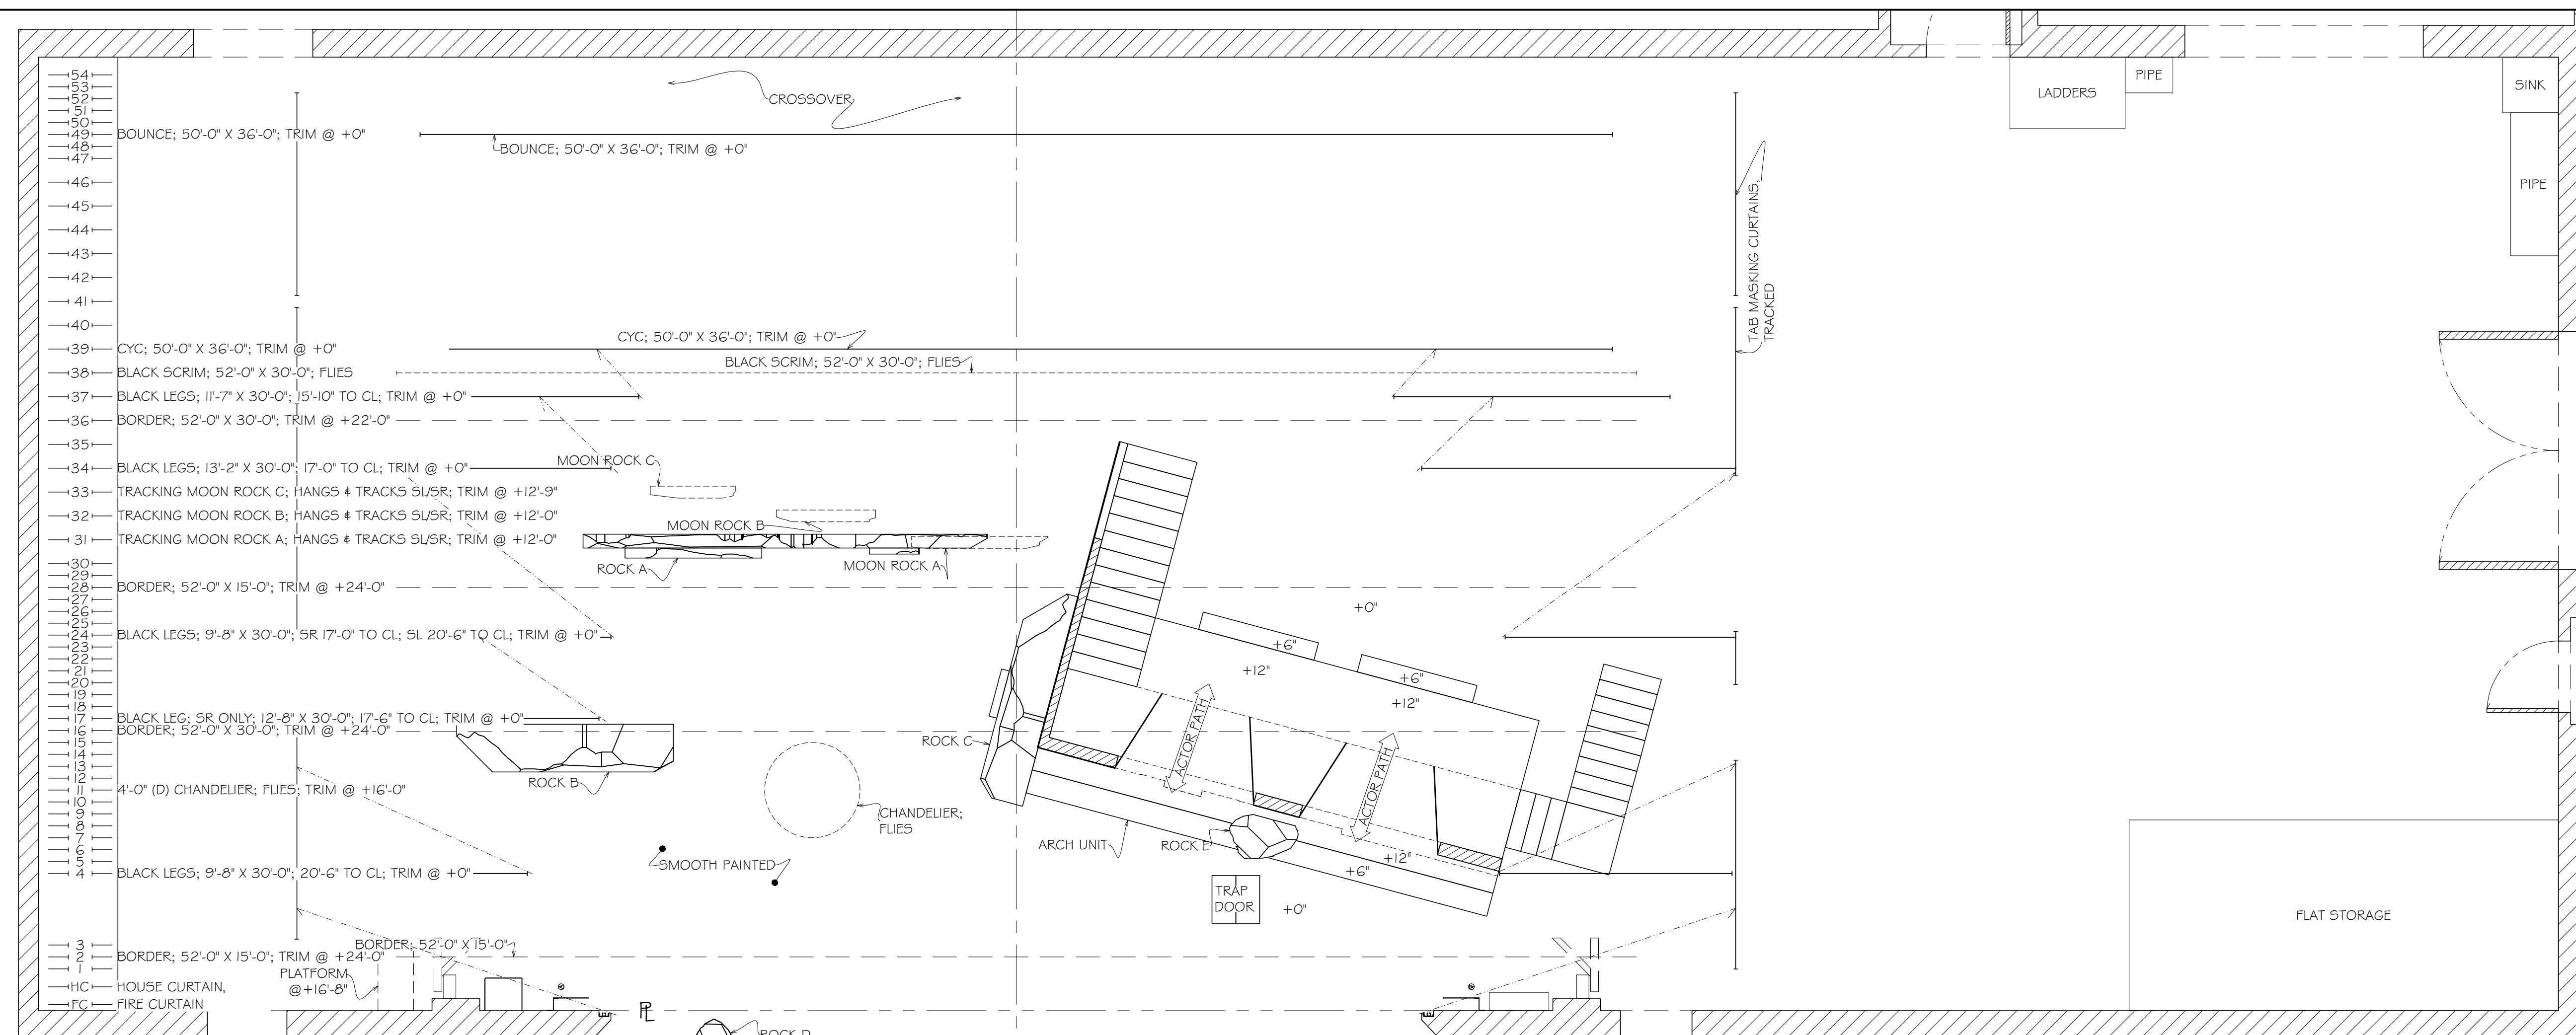 54
53
52
51
50
49 BOUNCE; 50'-0" X 36'-0"; TRIM @ +0"
48
47
46
45
44
43
42
41
40
39 CYC; 50'-0" X 36'-0"; TRIM @ +0"
38 BLACK SCRIM; 52'-0" X 30'-0"; FLIES
37 BLACK LEGS; 11'-7" X 30'-0"; 15'-10" TO CL; TRIM @ +0"
36 BORDER; 52'-0" X 30'-0"; TRIM @ +22'-0"
35
34 BLACK LEGS; 13'-2" X 30'-0"; 17'-0" TO CL; TRIM @ +0"
33 TRACKING MOON ROCK C; HANGS & TRACKS SL/SR; TRIM @ +12'-9"
32 TRACKING MOON ROCK B; HANGS & TRACKS SL/SR; TRIM @ +12'-0"
31 TRACKING MOON ROCK A; HANGS & TRACKS SL/SR; TRIM @ +12'-0"
30
29
28 BORDER; 52'-0" X 15'-0"; TRIM @ +24'-0"
27
26
25
24 BLACK LEGS; 9'-8" X 30'-0"; SR 17'-0" TO CL; SL 20'-6" TO CL; TRIM @ +0"
23
22
21
20
19
18
17 BLACK LEG; SR ONLY; 12'-8" X 30'-0"; 17'-6" TO CL; TRIM @ +0"
16 BORDER; 52'-0" X 30'-0"; TRIM @ +24'-0"
15
14
13
12
11 4'-0" (D) CHANDELIER; FLIES; TRIM @ +16'-0"
10
9
8
7
6
5
4 BLACK LEGS; 9'-8" X 30'-0"; 20'-6" TO CL; TRIM @ +0"
3
2 BORDER; 52'-0" X 15'-0"; TRIM @ +24'-0"
1
HC HOUSE CURTAIN,
FC FIRE CURTAIN
PLATFORM
@+16'-8"
BORDER; 52'-0" X 15'-0"
CROSSOVER
BOUNCE; 50'-0" X 36'-0"; TRIM @ +0"
CYC; 50'-0" X 36'-0"; TRIM @ +0"
BLACK SCRIM; 52'-0" X 30'-0"; FLIES
MOON ROCK C
MOON ROCK B
MOON ROCK A
ROCK A
ROCK B
ROCK C
CHANDELIER;
FLIES
SMOOTH PAINTED
PL
ROCK D
ARCH UNIT
ROCK E
ACTOR PATH
ACTOR PATH
+0"
+6"
+12"
+6"
+12"
+12"
+6"
TRAP
DOOR
+0"
TAB MASKING CURTAINS,
TRACKED
LADDERS
PIPE
SINK
PIPE
FLAT STORAGE